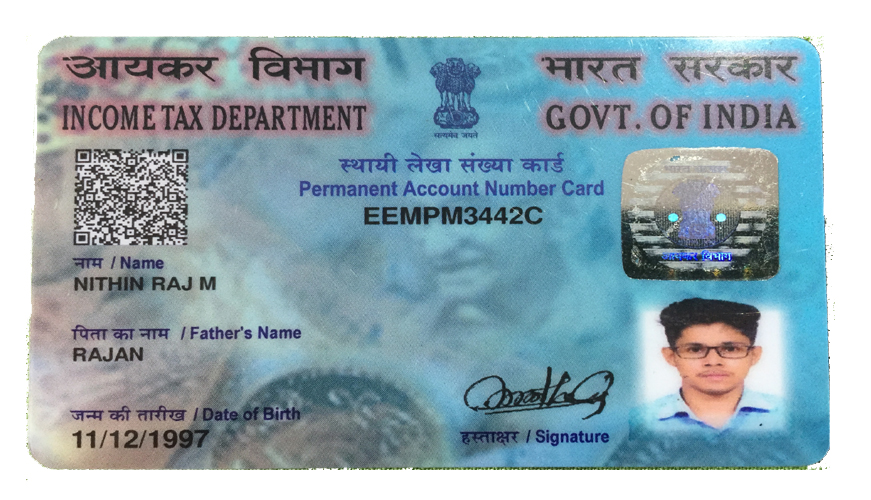 आयकर विभाग
भारत सरकार
INCOME TAX DEPARTMENT
GOVT. OF INDIA
सत्यमेव जयते
स्थायी लेखा संख्या कार्ड
Permanent Account Number Card
EEMPM3442C
आयकर विभाग
नाम / Name
NITHIN RAJ M
पिता का नाम / Father's Name
RAJAN
जन्म की तारीख / Date of Birth
11/12/1997
हस्ताक्षर / Signature